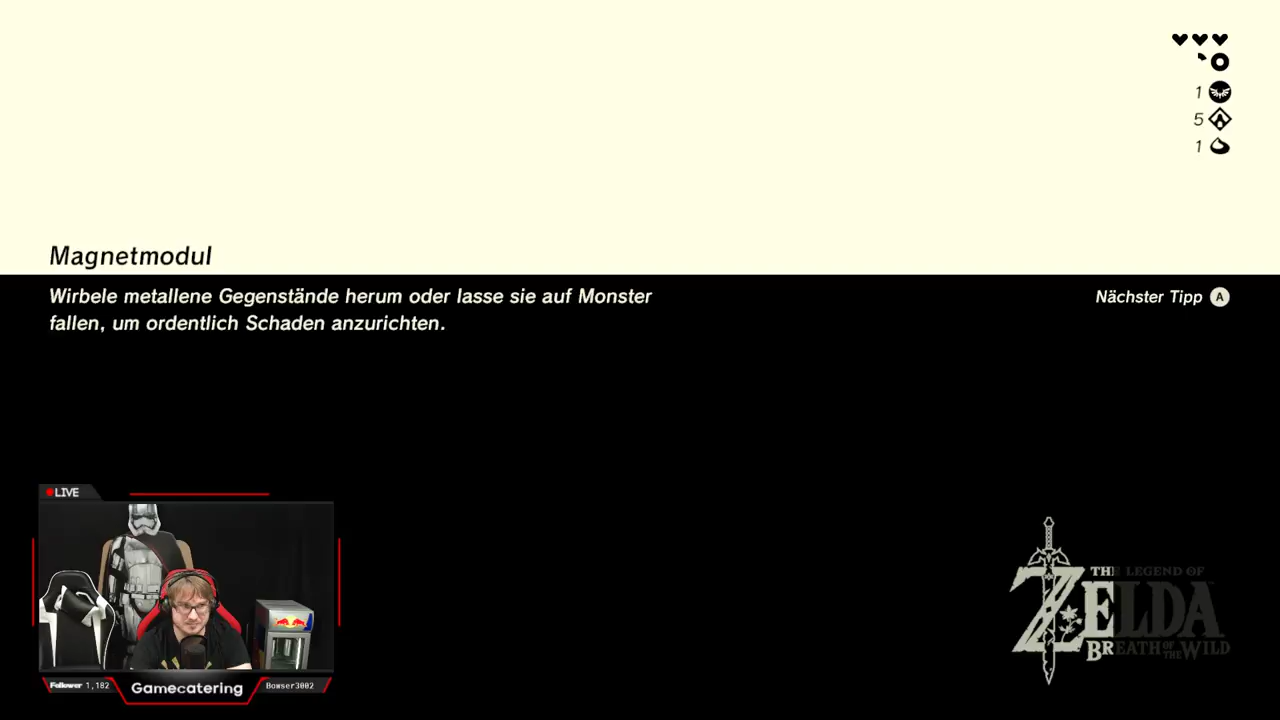 1
5
1
Magnetmodul
Wirbele metallene Gegenstände herum oder lasse sie auf Monster
fallen, um ordentlich Schaden anzurichten.
Nächster Tipp A
LIVE
Follower 1,182
Gamecatering
Bowser3002
THE LEGEND OF
ZELDA
BREATH OF THE WILD